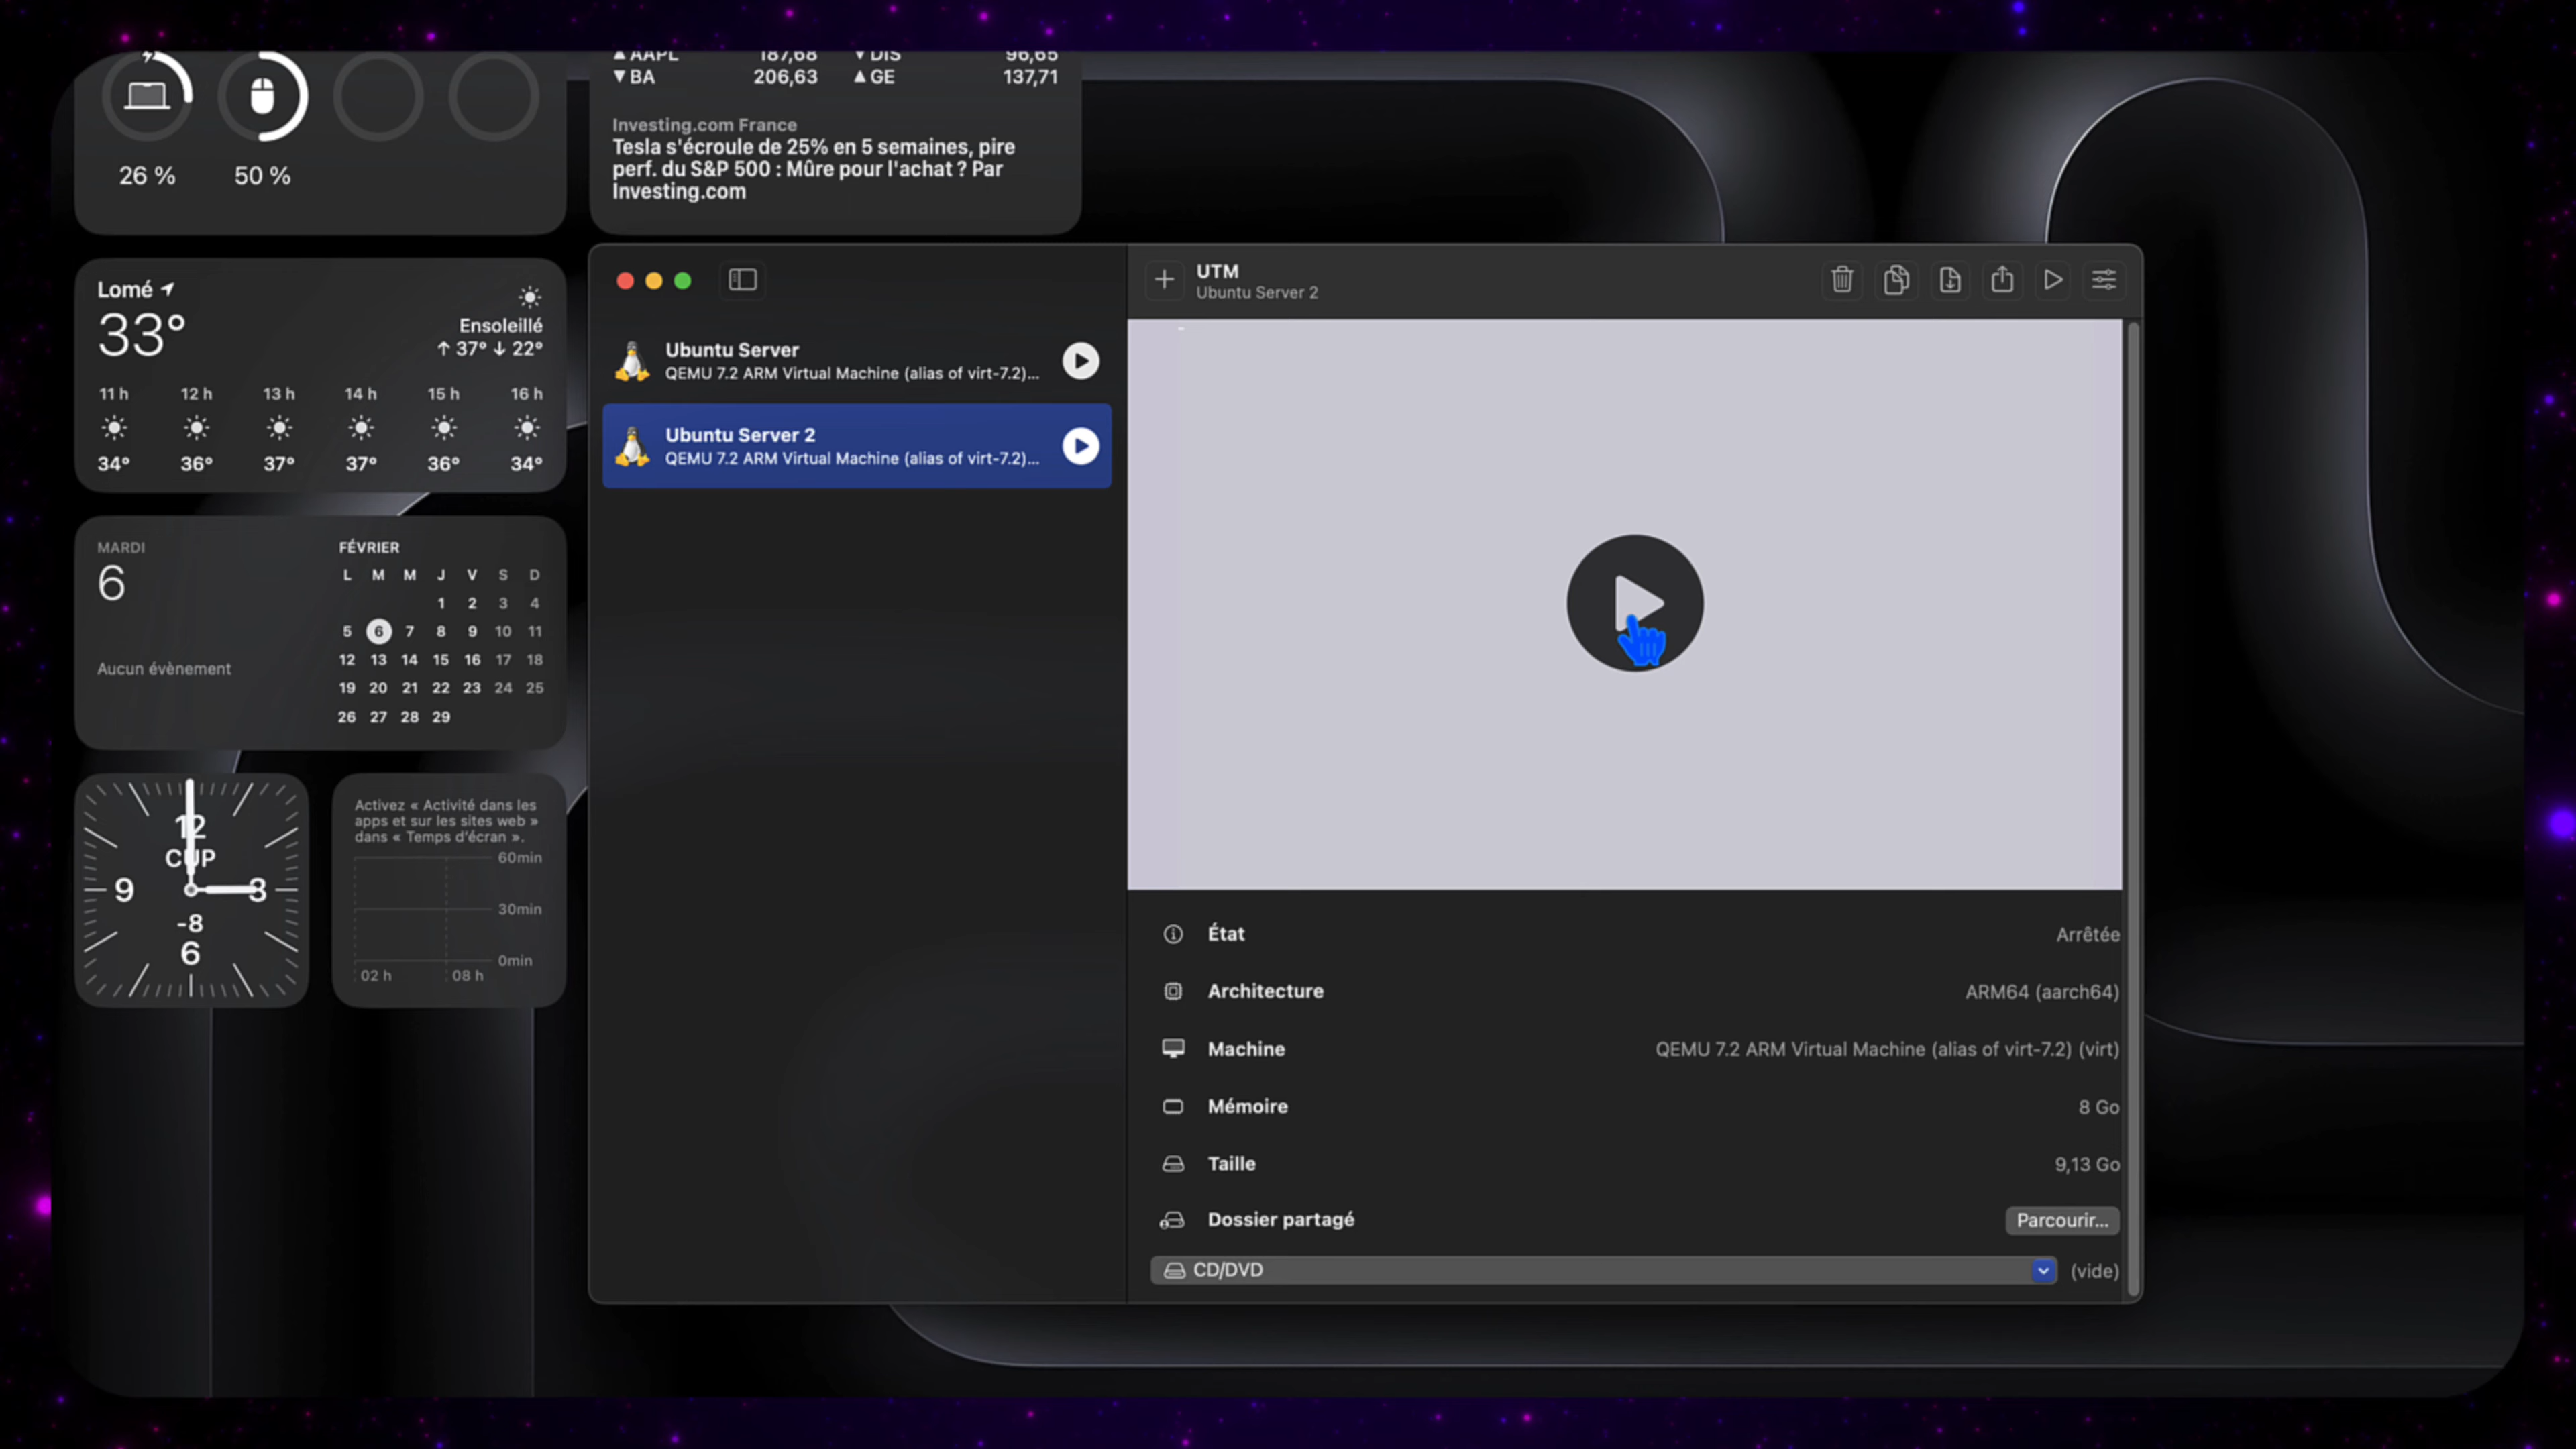 26 %
50 %
▲ AAPL 187,68 ▼ DIS 96,65
▼ BA 206,63 ▲ GE 137,71
Investing.com France
Tesla s'écroule de 25% en 5 semaines, pire
perf. du S&P 500 : Mûre pour l'achat ? Par
Investing.com
Lomé
33°
Ensoleillé
↑ 37° ↓ 22°
11 h 12 h 13 h 14 h 15 h 16 h
34° 36° 37° 37° 36° 34°
MARDI
6
Aucun évènement
FÉVRIER
L M M J V S D
1 2 3 4
5 6 7 8 9 10 11
12 13 14 15 16 17 18
19 20 21 22 23 24 25
26 27 28 29
12
CUP
9 3
-8
6
Activez « Activité dans les
apps et sur les sites web »
dans « Temps d'écran ».
60min
30min
0min
02 h 08 h
Ubuntu Server
QEMU 7.2 ARM Virtual Machine (alias of virt-7.2)...
Ubuntu Server 2
QEMU 7.2 ARM Virtual Machine (alias of virt-7.2)...
UTM
Ubuntu Server 2
État Arrêtée
Architecture ARM64 (aarch64)
Machine QEMU 7.2 ARM Virtual Machine (alias of virt-7.2) (virt)
Mémoire 8 Go
Taille 9,13 Go
Dossier partagé Parcourir...
CD/DVD (vide)